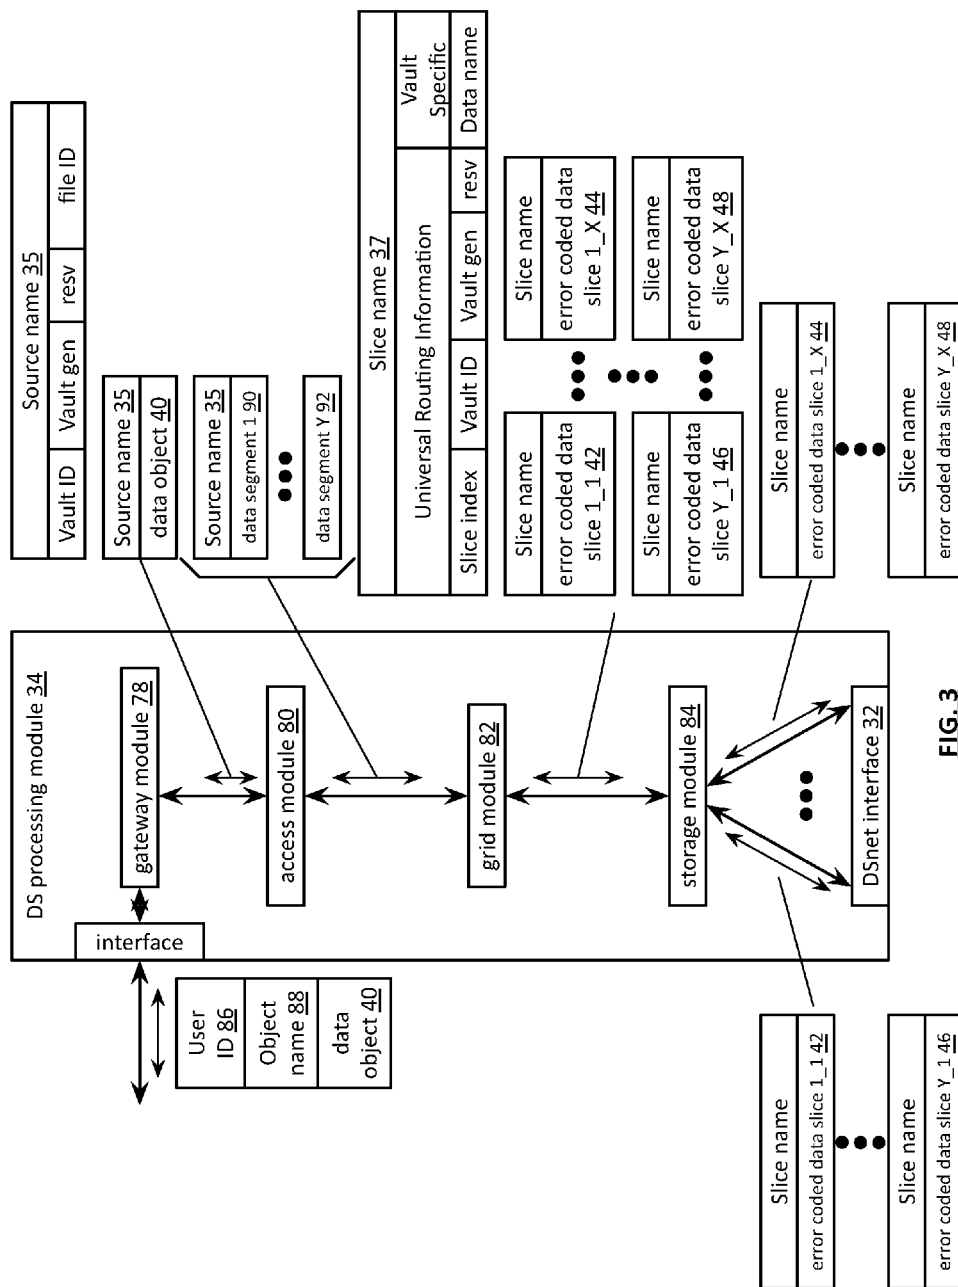 DS processing module 34
interface
gateway module 78
access module 80
grid module 82
storage module 84
DSnet interface 32
User
ID 86
Object
name 88
data
object 40
Source name 35
Vault ID
Vault gen
resv
file ID
Source name 35
data object 40
Source name 35
data segment 1 90
data segment Y 92
Slice name 37
Universal Routing Information
Vault
Specific
Slice index
Vault ID
Vault gen
resv
Data name
Slice name
error coded data
slice 1_1 42
Slice name
error coded data
slice 1_X 44
Slice name
error coded data
slice Y_1 46
Slice name
error coded data
slice Y_X 48
Slice name
error coded data slice 1_1 42
Slice name
error coded data slice Y_1 46
Slice name
error coded data slice 1_X 44
Slice name
error coded data slice Y_X 48
FIG. 3